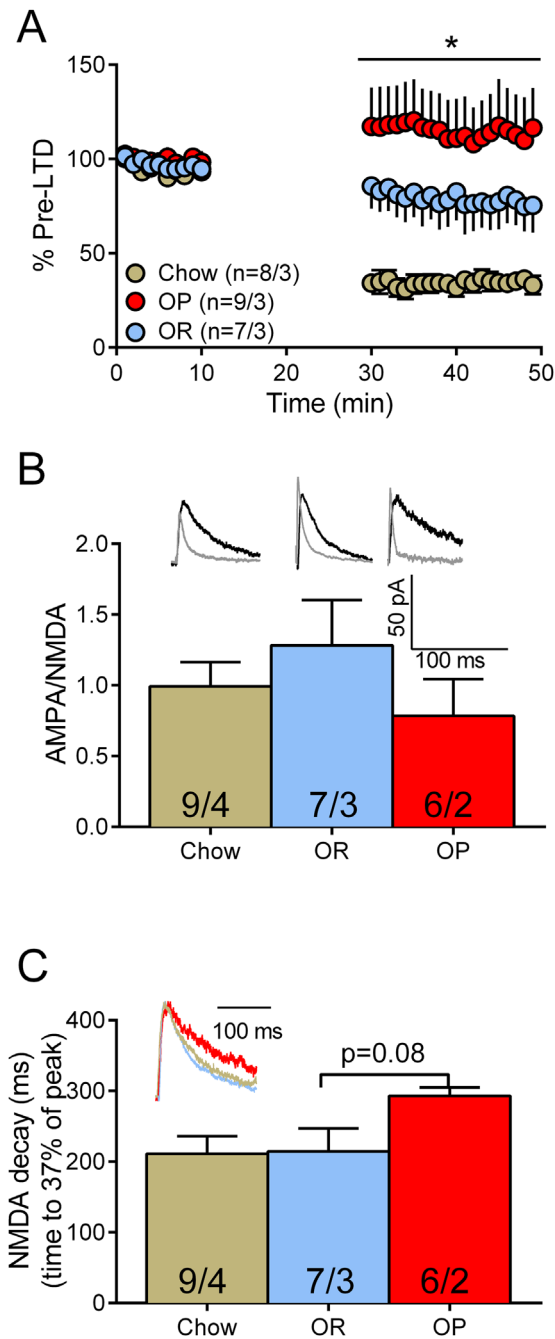 A
*
% Pre-LTD
150
100
50
0
Chow (n=8/3)
OP (n=9/3)
OR (n=7/3)
0 10 20 30 40 50
Time (min)
B
AMPA/NMDA
2.0
1.5
1.0
0.5
0.0
50 pA
100 ms
9/4 7/3 6/2
Chow OR OP
C
NMDA decay (ms)
(time to 37% of peak)
400
300
200
100
0
100 ms
p=0.08
9/4 7/3 6/2
Chow OR OP